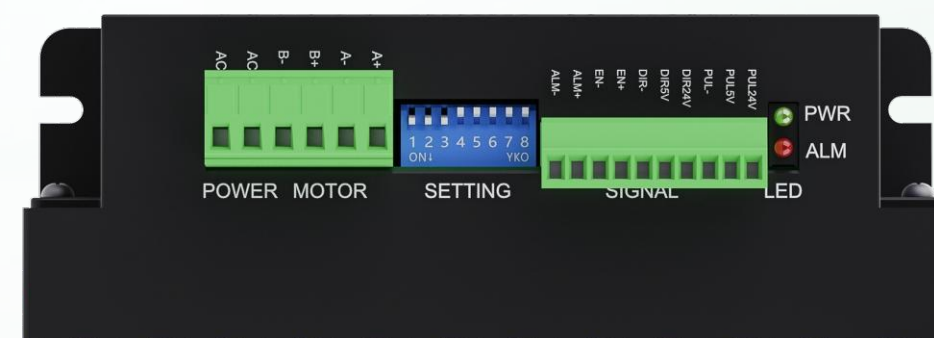 AC AC B- B+ A- A+
ALM- ALM+ EN- EN+ DIR- DIR5V DIR24V PUL- PUL5V PUL24V
PWR
ALM
1 2 3 4 5 6 7 8
ON↓ YKO
POWER MOTOR SETTING SIGNAL LED